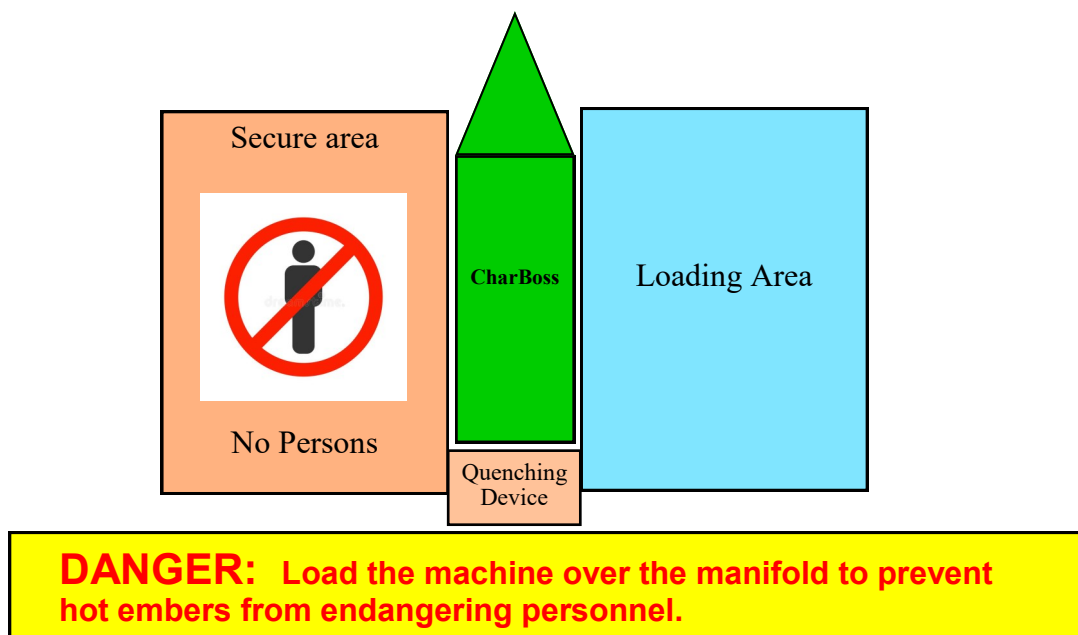 Secure area
No Persons
CharBoss
Quenching
Device
Loading Area
DANGER: Load the machine over the manifold to prevent
hot embers from endangering personnel.